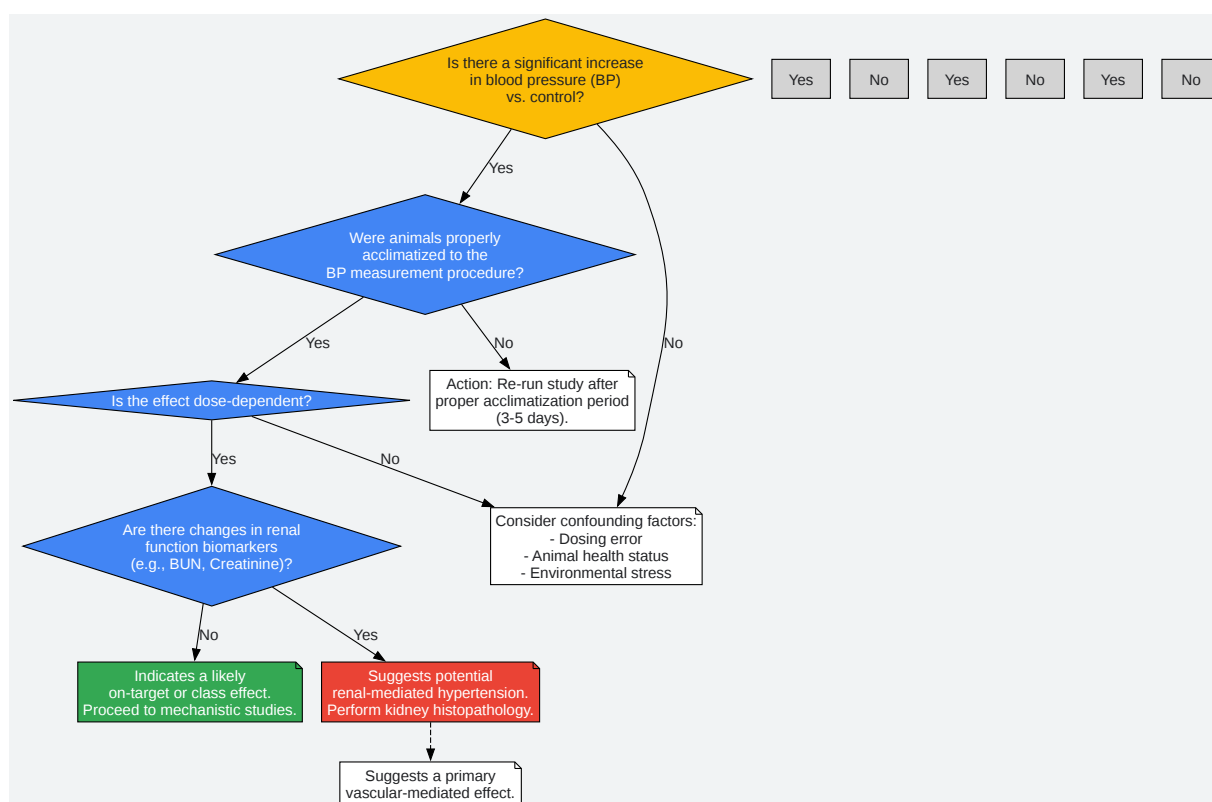 Is there a significant increase
in blood pressure (BP)
vs. control?
Yes
No
Yes
No
Yes
No
Yes
Were animals properly
acclimatized to the
BP measurement procedure?
Yes
No
No
Action: Re-run study after
proper acclimatization period
(3-5 days).
Is the effect dose-dependent?
Yes
No
Consider confounding factors:
- Dosing error
- Animal health status
- Environmental stress
Are there changes in renal
function biomarkers
(e.g., BUN, Creatinine)?
No
Yes
Indicates a likely
on-target or class effect.
Proceed to mechanistic studies.
Suggests potential
renal-mediated hypertension.
Perform kidney histopathology.
Suggests a primary
vascular-mediated effect.